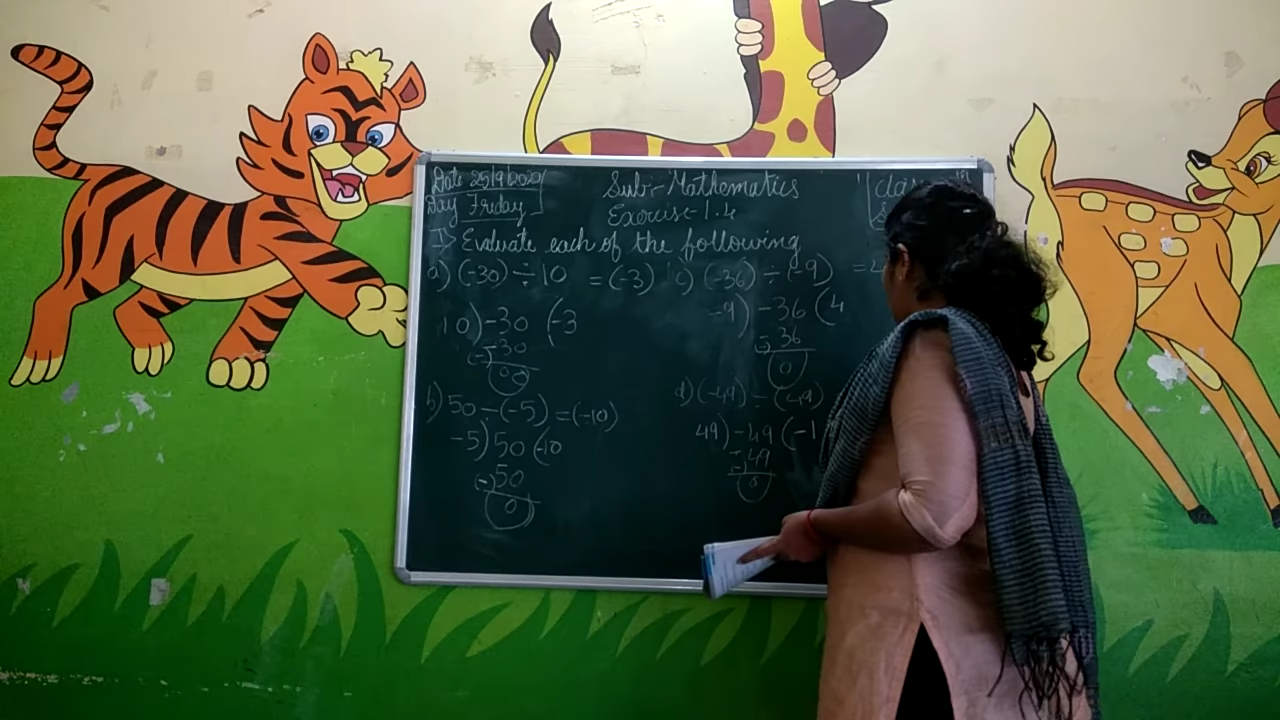 Date 25/9/2020
Day Friday
Sub:- Mathematics
Exercise-1.4
1) Evaluate each of the following
a) (-30) ÷ 10 = (-3)
10) -30 (-3
(-) -30
00
b) 50 ÷ (-5) = (-10)
-5) 50 (-10
(-) 50
0
c) (-36) ÷ (-9) = 4
-9) -36 (4
- 36
0
d) (-49) ÷ (49)
49) -49 (-1
- 49
0